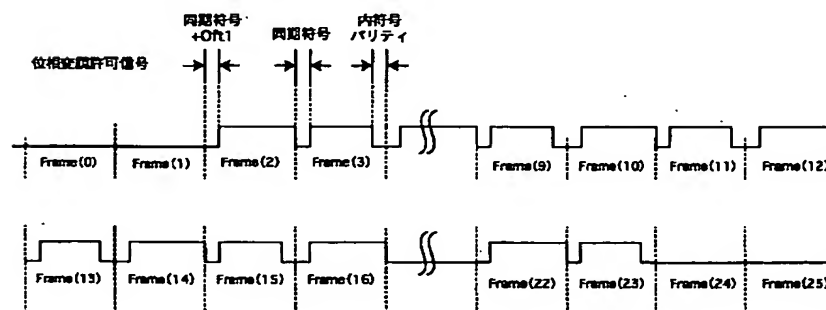 同期符号 +Oft1
同期符号
内符号 パリティ
位相変調許可信号
Frame(0) Frame(1) Frame(2) Frame(3) Frame(9) Frame(10) Frame(11) Frame(12)
Frame(13) Frame(14) Frame(15) Frame(16) Frame(22) Frame(23) Frame(24) Frame(25)